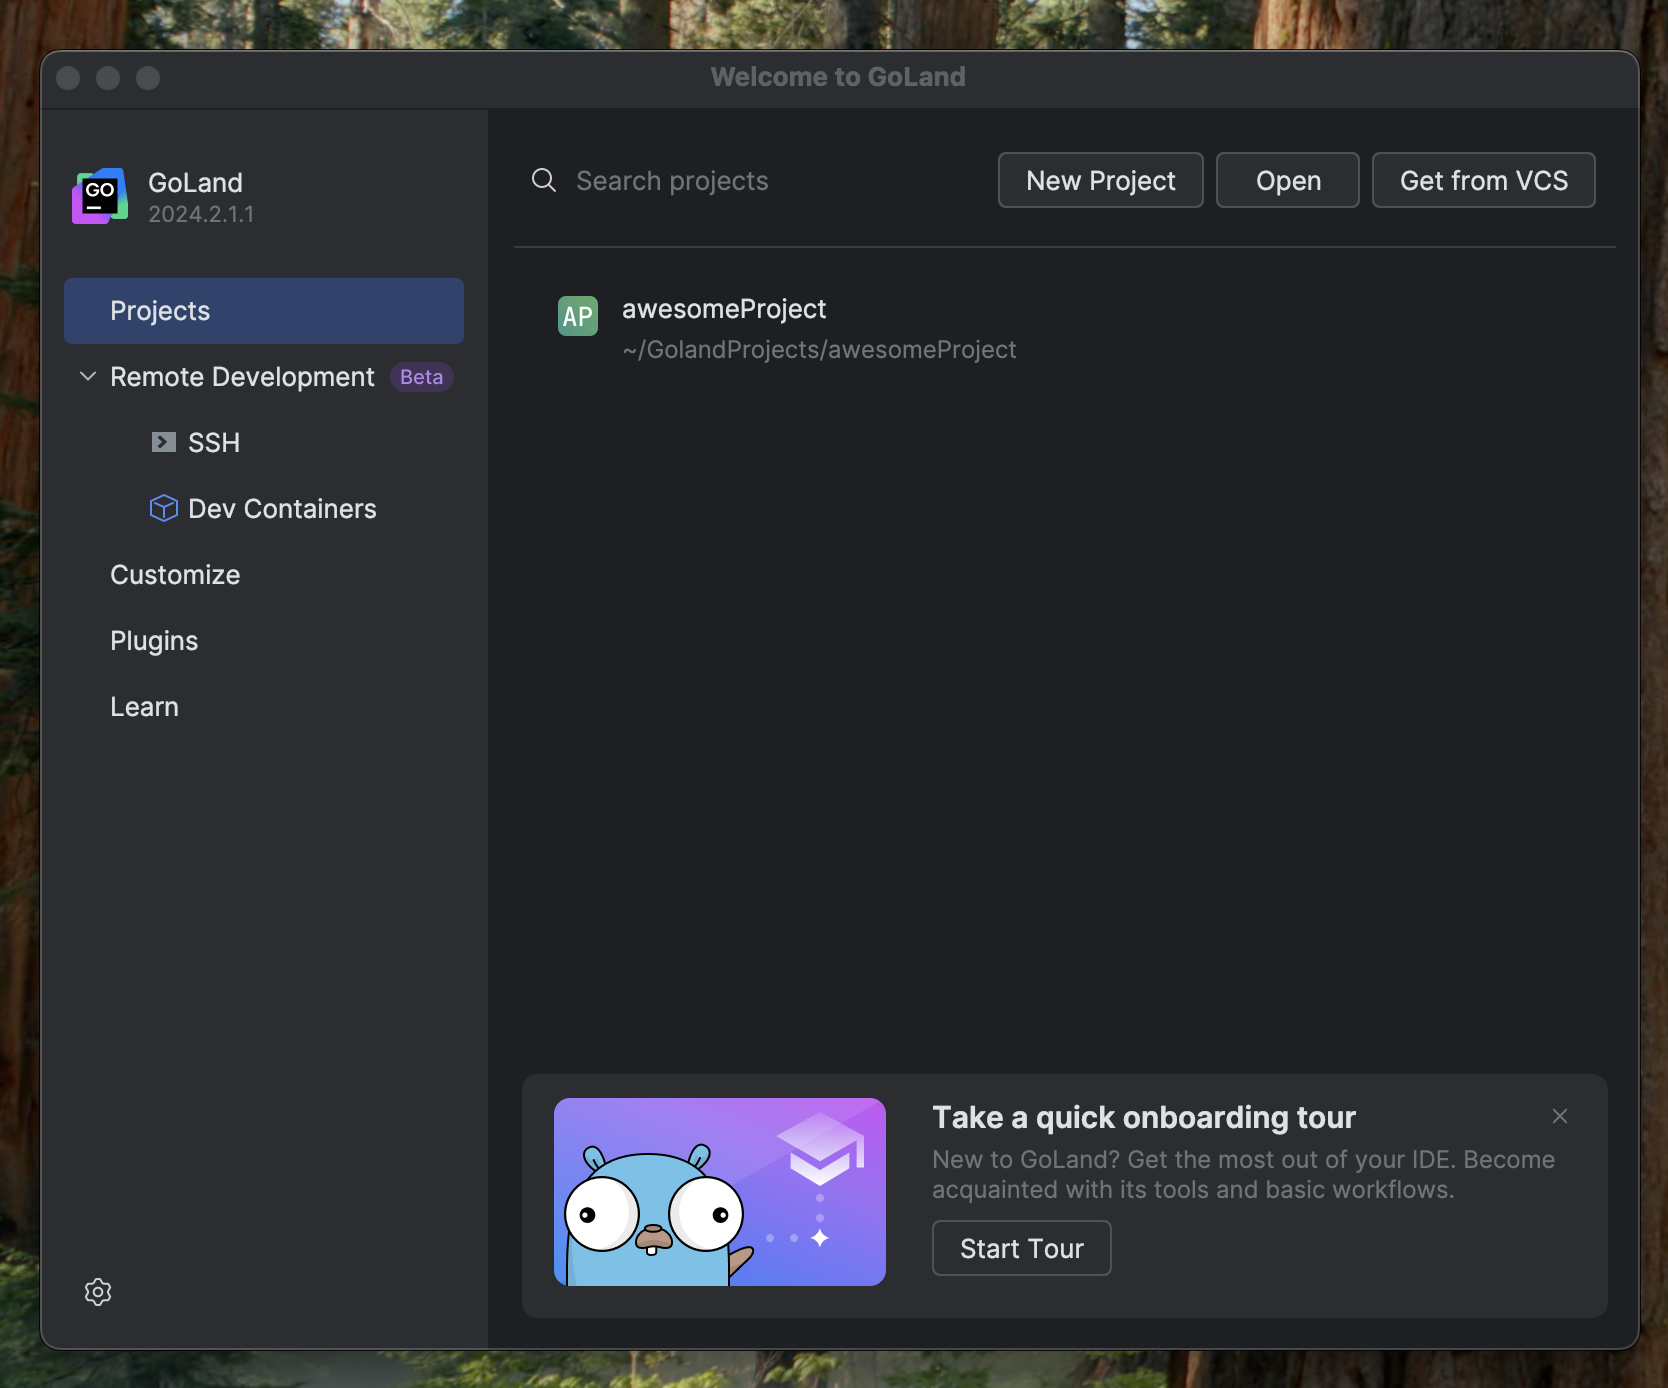 Welcome to GoLand
GO
GoLand
2024.2.1.1
Projects
Remote Development Beta
SSH
Dev Containers
Customize
Plugins
Learn
Search projects
New Project
Open
Get from VCS
AP
awesomeProject
~/GolandProjects/awesomeProject
Take a quick onboarding tour
New to GoLand? Get the most out of your IDE. Become
acquainted with its tools and basic workflows.
Start Tour